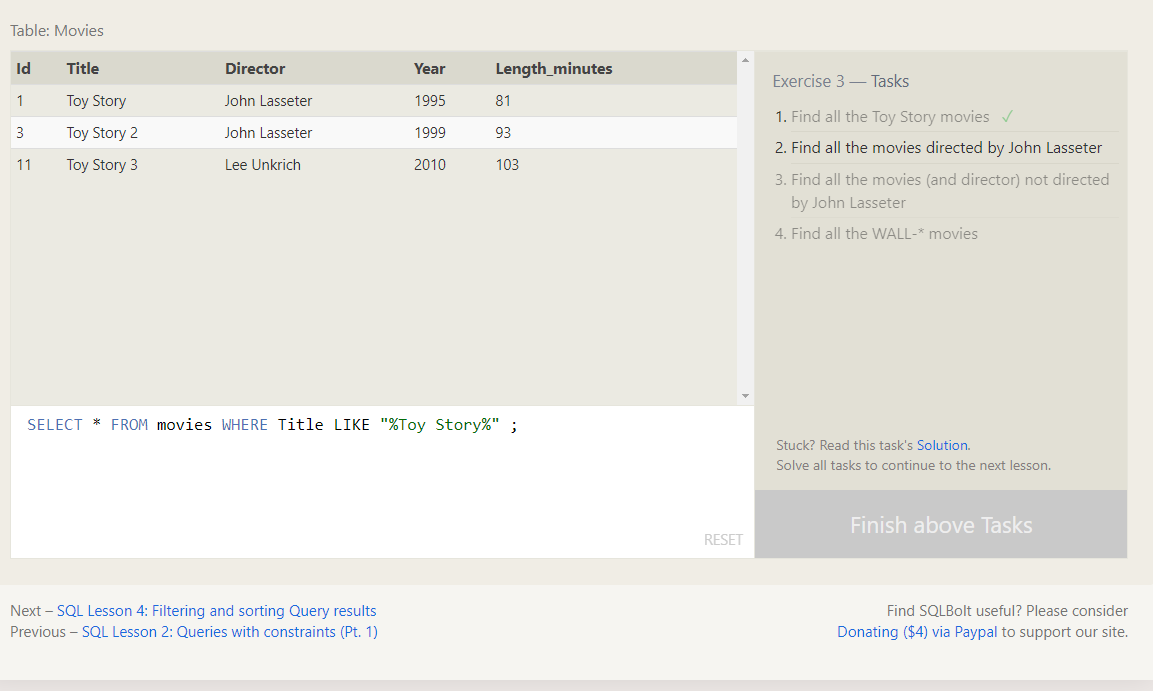 Table: Movies
Id Title Director Year Length_minutes
1 Toy Story John Lasseter 1995 81
3 Toy Story 2 John Lasseter 1999 93
11 Toy Story 3 Lee Unkrich 2010 103
SELECT * FROM movies WHERE Title LIKE "%Toy Story%" ;
RESET
Exercise 3 — Tasks
1. Find all the Toy Story movies ✓
2. Find all the movies directed by John Lasseter
3. Find all the movies (and director) not directed
by John Lasseter
4. Find all the WALL-* movies
Stuck? Read this task's Solution.
Solve all tasks to continue to the next lesson.
Finish above Tasks
Next – SQL Lesson 4: Filtering and sorting Query results
Previous – SQL Lesson 2: Queries with constraints (Pt. 1)
Find SQLBolt useful? Please consider
Donating ($4) via Paypal to support our site.